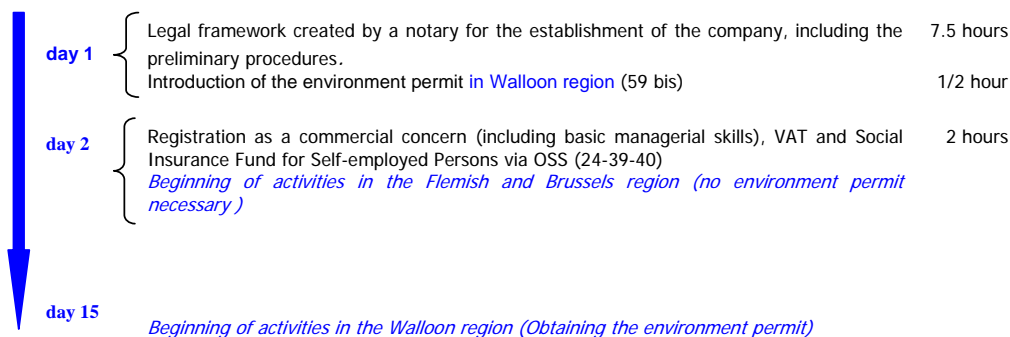 Legal framework created by a notary for the establishment of the company, including the 7.5 hours
day 1
preliminary procedures.
Introduction of the environment permit in Walloon region (59 bis) 1/2 hour
day 2 Registration as a commercial concern (including basic managerial skills), VAT and Social 2 hours
Insurance Fund for Self-employed Persons via OSS (24-39-40)
Beginning of activities in the Flemish and Brussels region (no environment permit
necessary )
day 15
Beginning of activities in the Walloon region (Obtaining the environment permit)